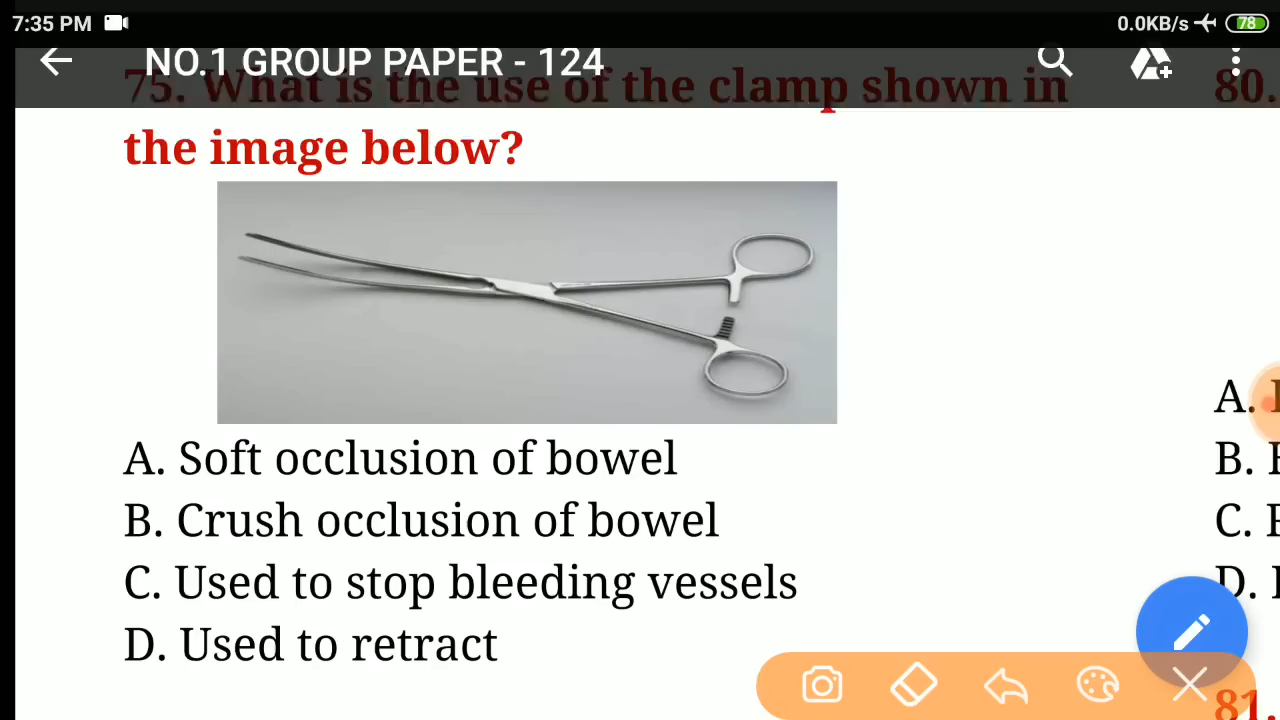 7:35 PM
0.0KB/s
78
NO.1 GROUP PAPER - 124
75. What is the use of the clamp shown in
the image below?
A. Soft occlusion of bowel
B. Crush occlusion of bowel
C. Used to stop bleeding vessels
D. Used to retract
80.
A.
B.
C.
D.
81.